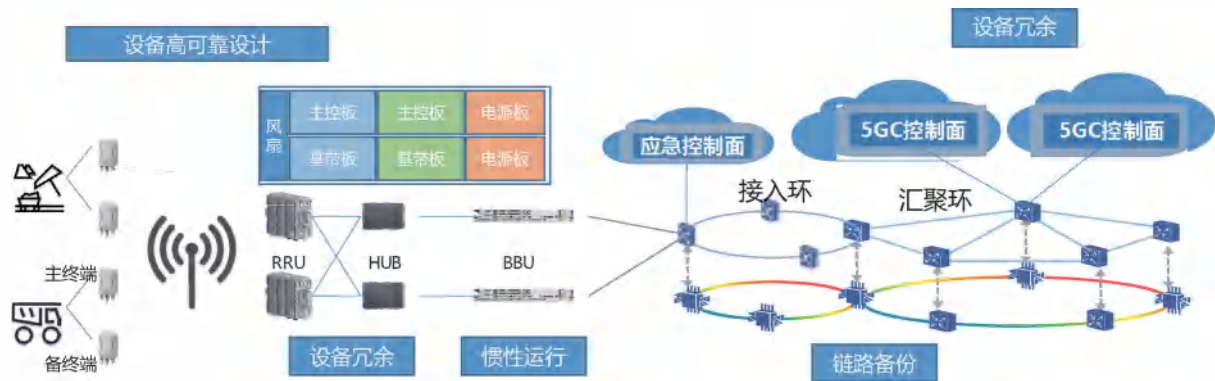 设备高可靠设计
设备冗余
风扇
主控板
主控板
电源板
基带板
基带板
电源板
应急控制面
5GC控制面
5GC控制面
接入环
汇聚环
主终端
备终端
RRU
HUB
BBU
设备冗余
惯性运行
链路备份